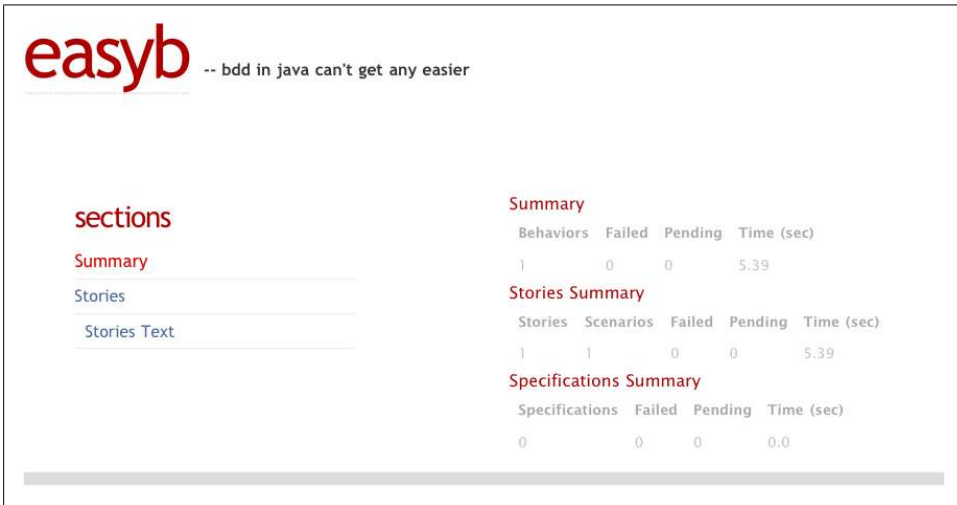 easyb -- bdd in java can't get any easier
sections
Summary
Stories
Stories Text
Summary
Behaviors Failed Pending Time (sec)
1 0 0 5.39
Stories Summary
Stories Scenarios Failed Pending Time (sec)
1 1 0 0 5.39
Specifications Summary
Specifications Failed Pending Time (sec)
0 0 0 0.0